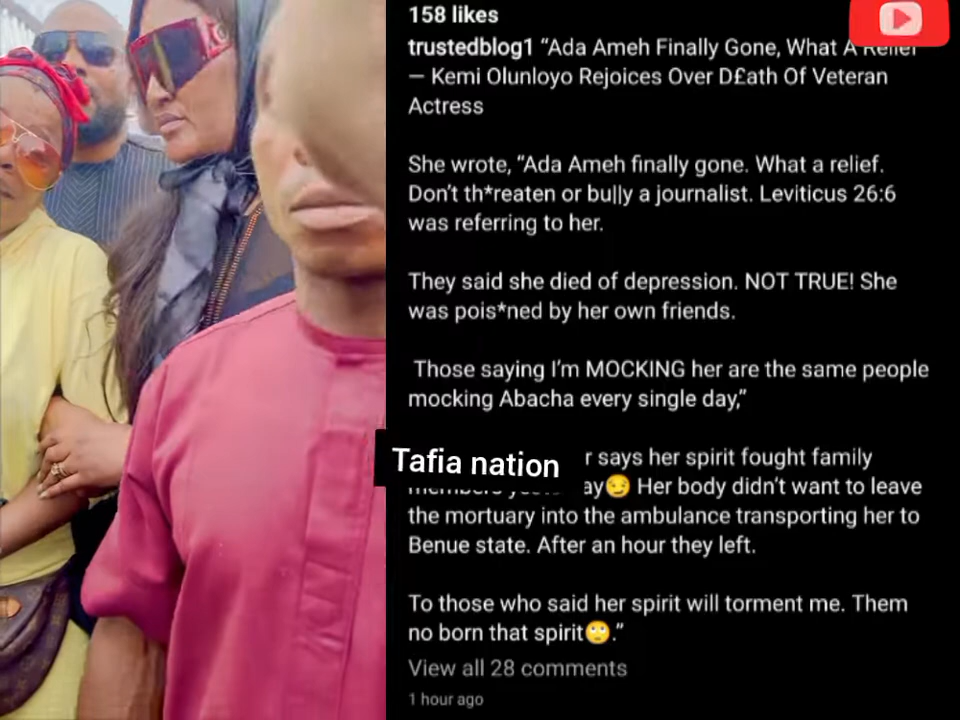 158 likes
trustedblog1 “Ada Ameh Finally Gone, What A Relief
— Kemi Olunloyo Rejoices Over D£ath Of Veteran
Actress
She wrote, “Ada Ameh finally gone. What a relief.
Don’t th*reaten or bu||y a journalist. Leviticus 26:6
was referring to her.
They said she died of depression. NOT TRUE! She
was pois*ned by her own friends.
Those saying I’m MOCKING her are the same people
mocking Abacha every single day,”
Tafia nation
r says her spirit fought family
members ay😏 Her body didn’t want to leave
the mortuary into the ambulance transporting her to
Benue state. After an hour they left.
To those who said her spirit will torment me. Them
no born that spirit🙄.”
View all 28 comments
1 hour ago